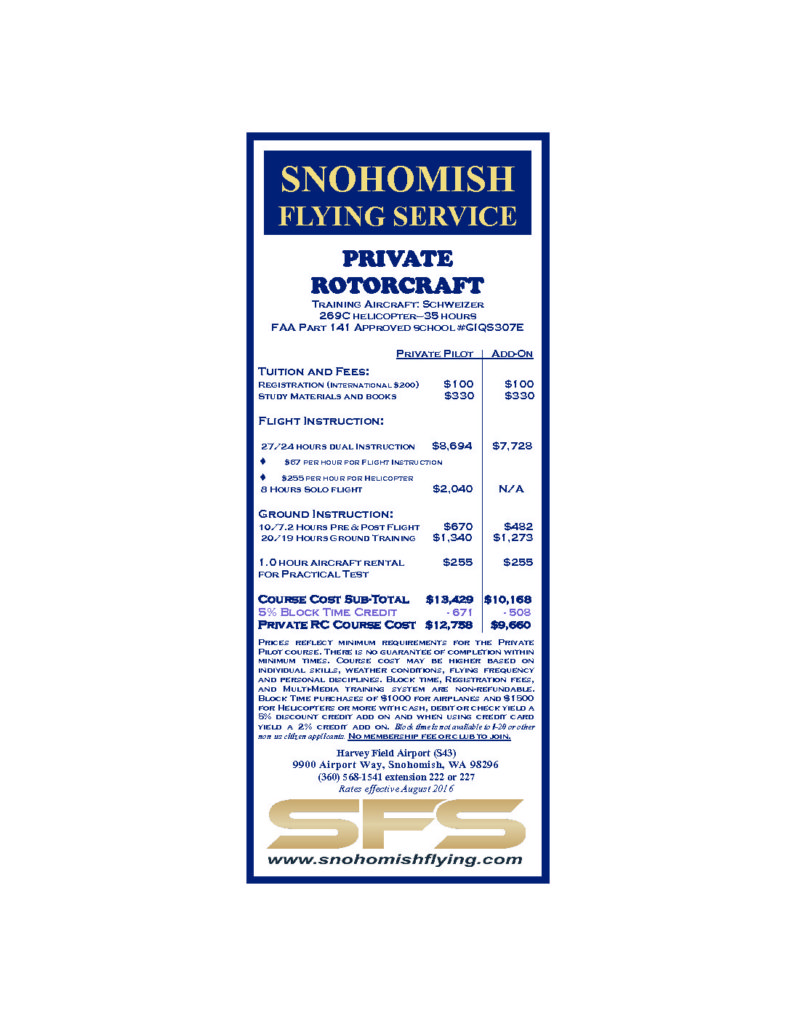 SNOHOMISH
FLYING SERVICE
PRIVATE
ROTORCRAFT
Training Aircraft: Schweizer
269C helicopter—35 hours
FAA Part 141 Approved school #GIQS307E
Private Pilot Add-On
Tuition and Fees:
Registration (International $200) $100 $100
Study Materials and books $330 $330
Flight Instruction:
27/24 hours dual Instruction $8,694 $7,728
♦ $67 per hour for Flight Instruction
♦ $255 per hour for Helicopter
8 Hours Solo flight $2,040 N/A
Ground Instruction:
10/7.2 Hours Pre & Post Flight $670 $482
20/19 Hours Ground Training $1,340 $1,273
1.0 hour aircraft rental $255 $255
for Practical Test
Course Cost Sub-Total $13,429 $10,168
5% Block Time Credit - 671 - 508
Private RC Course Cost $12,758 $9,660
Prices reflect minimum requirements for the Private
Pilot course. There is no guarantee of completion within
minimum times. Course cost may be higher based on
individual skills, weather conditions, flying frequency
and personal disciplines. Block time, Registration fees,
and Multi-Media training system are non-refundable.
Block Time purchases of $1000 for airplanes and $1500
for Helicopters or more with cash, debit or check yield a
5% discount credit add on and when using credit card
yield a 2% credit add on. Block time is not available to I-20 or other
non us citizen applicants. No membership fee or club to join.
Harvey Field Airport (S43)
9900 Airport Way, Snohomish, WA 98296
(360) 568-1541 extension 222 or 227
Rates effective August 2016
SFS
www.snohomishflying.com